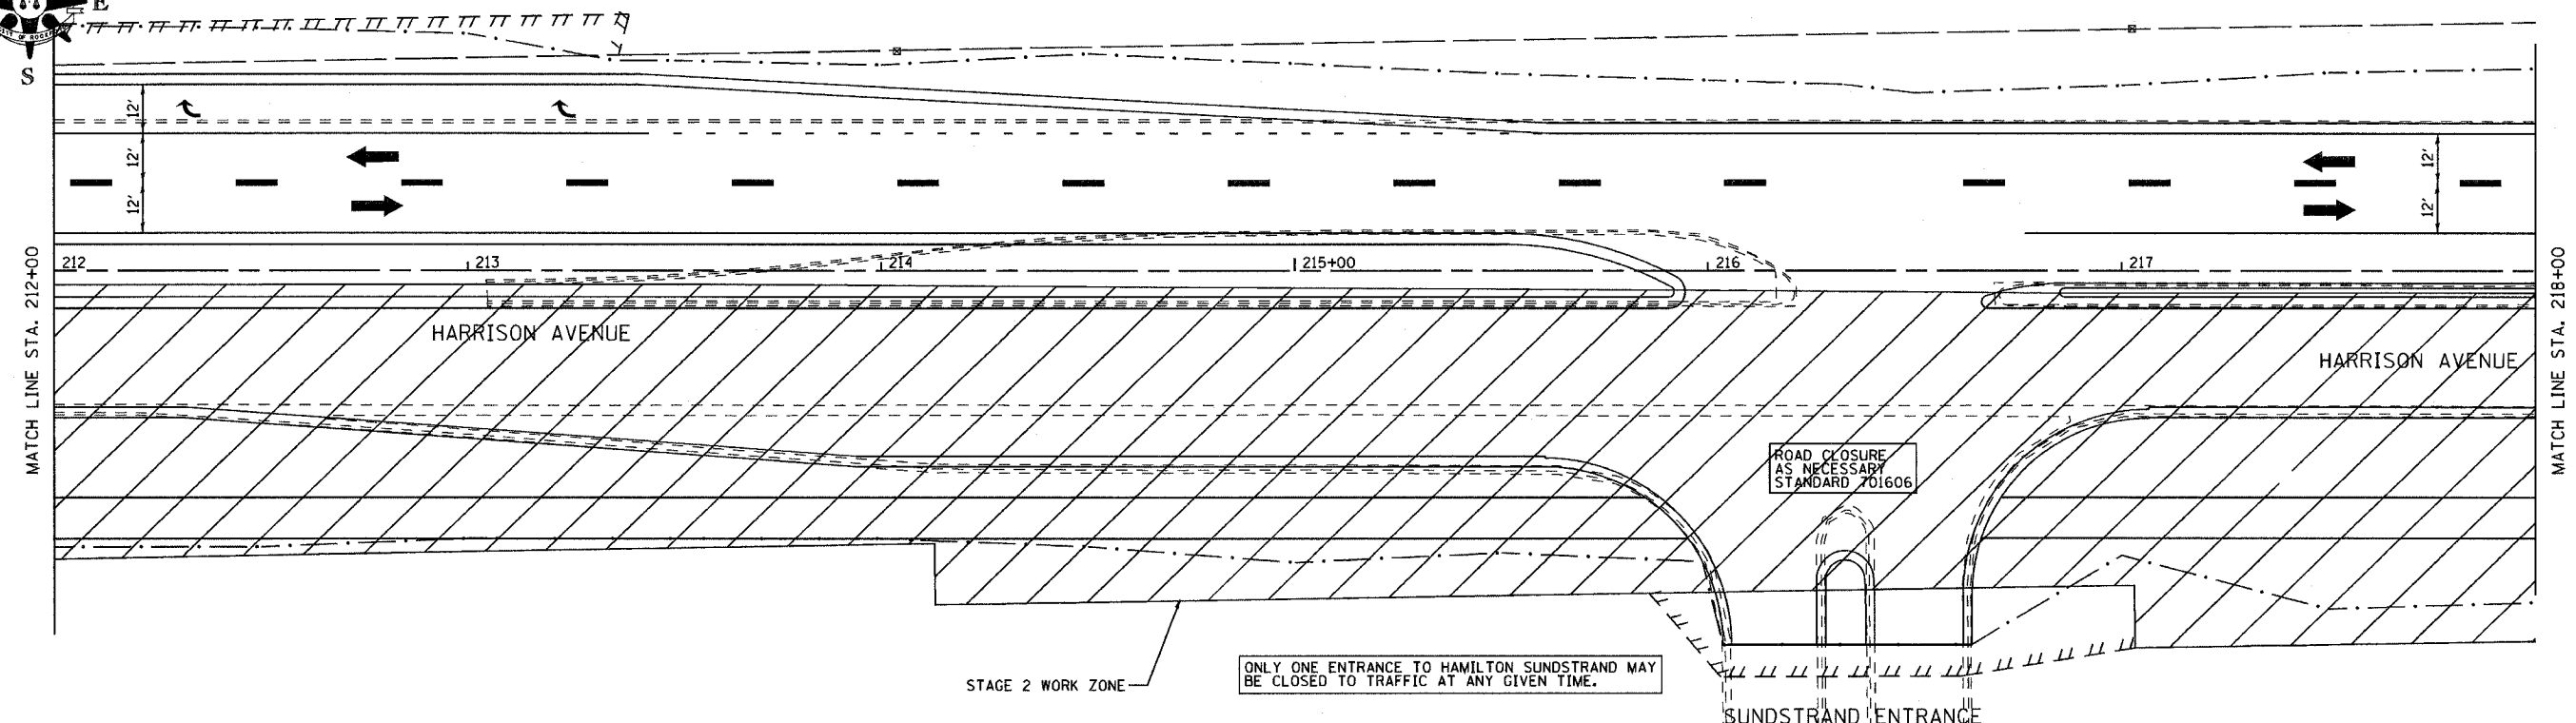 E
S
12'
12'
12'
12'
12'
MATCH LINE STA. 212+00
212
213
214
215+00
216
217
MATCH LINE STA. 218+00
HARRISON AVENUE
HARRISON AVENUE
ROAD CLOSURE
AS NECESSARY
STANDARD 701606
STAGE 2 WORK ZONE
ONLY ONE ENTRANCE TO HAMILTON SUNDSTRAND MAY
BE CLOSED TO TRAFFIC AT ANY GIVEN TIME.
SUNDSTRAND ENTRANCE